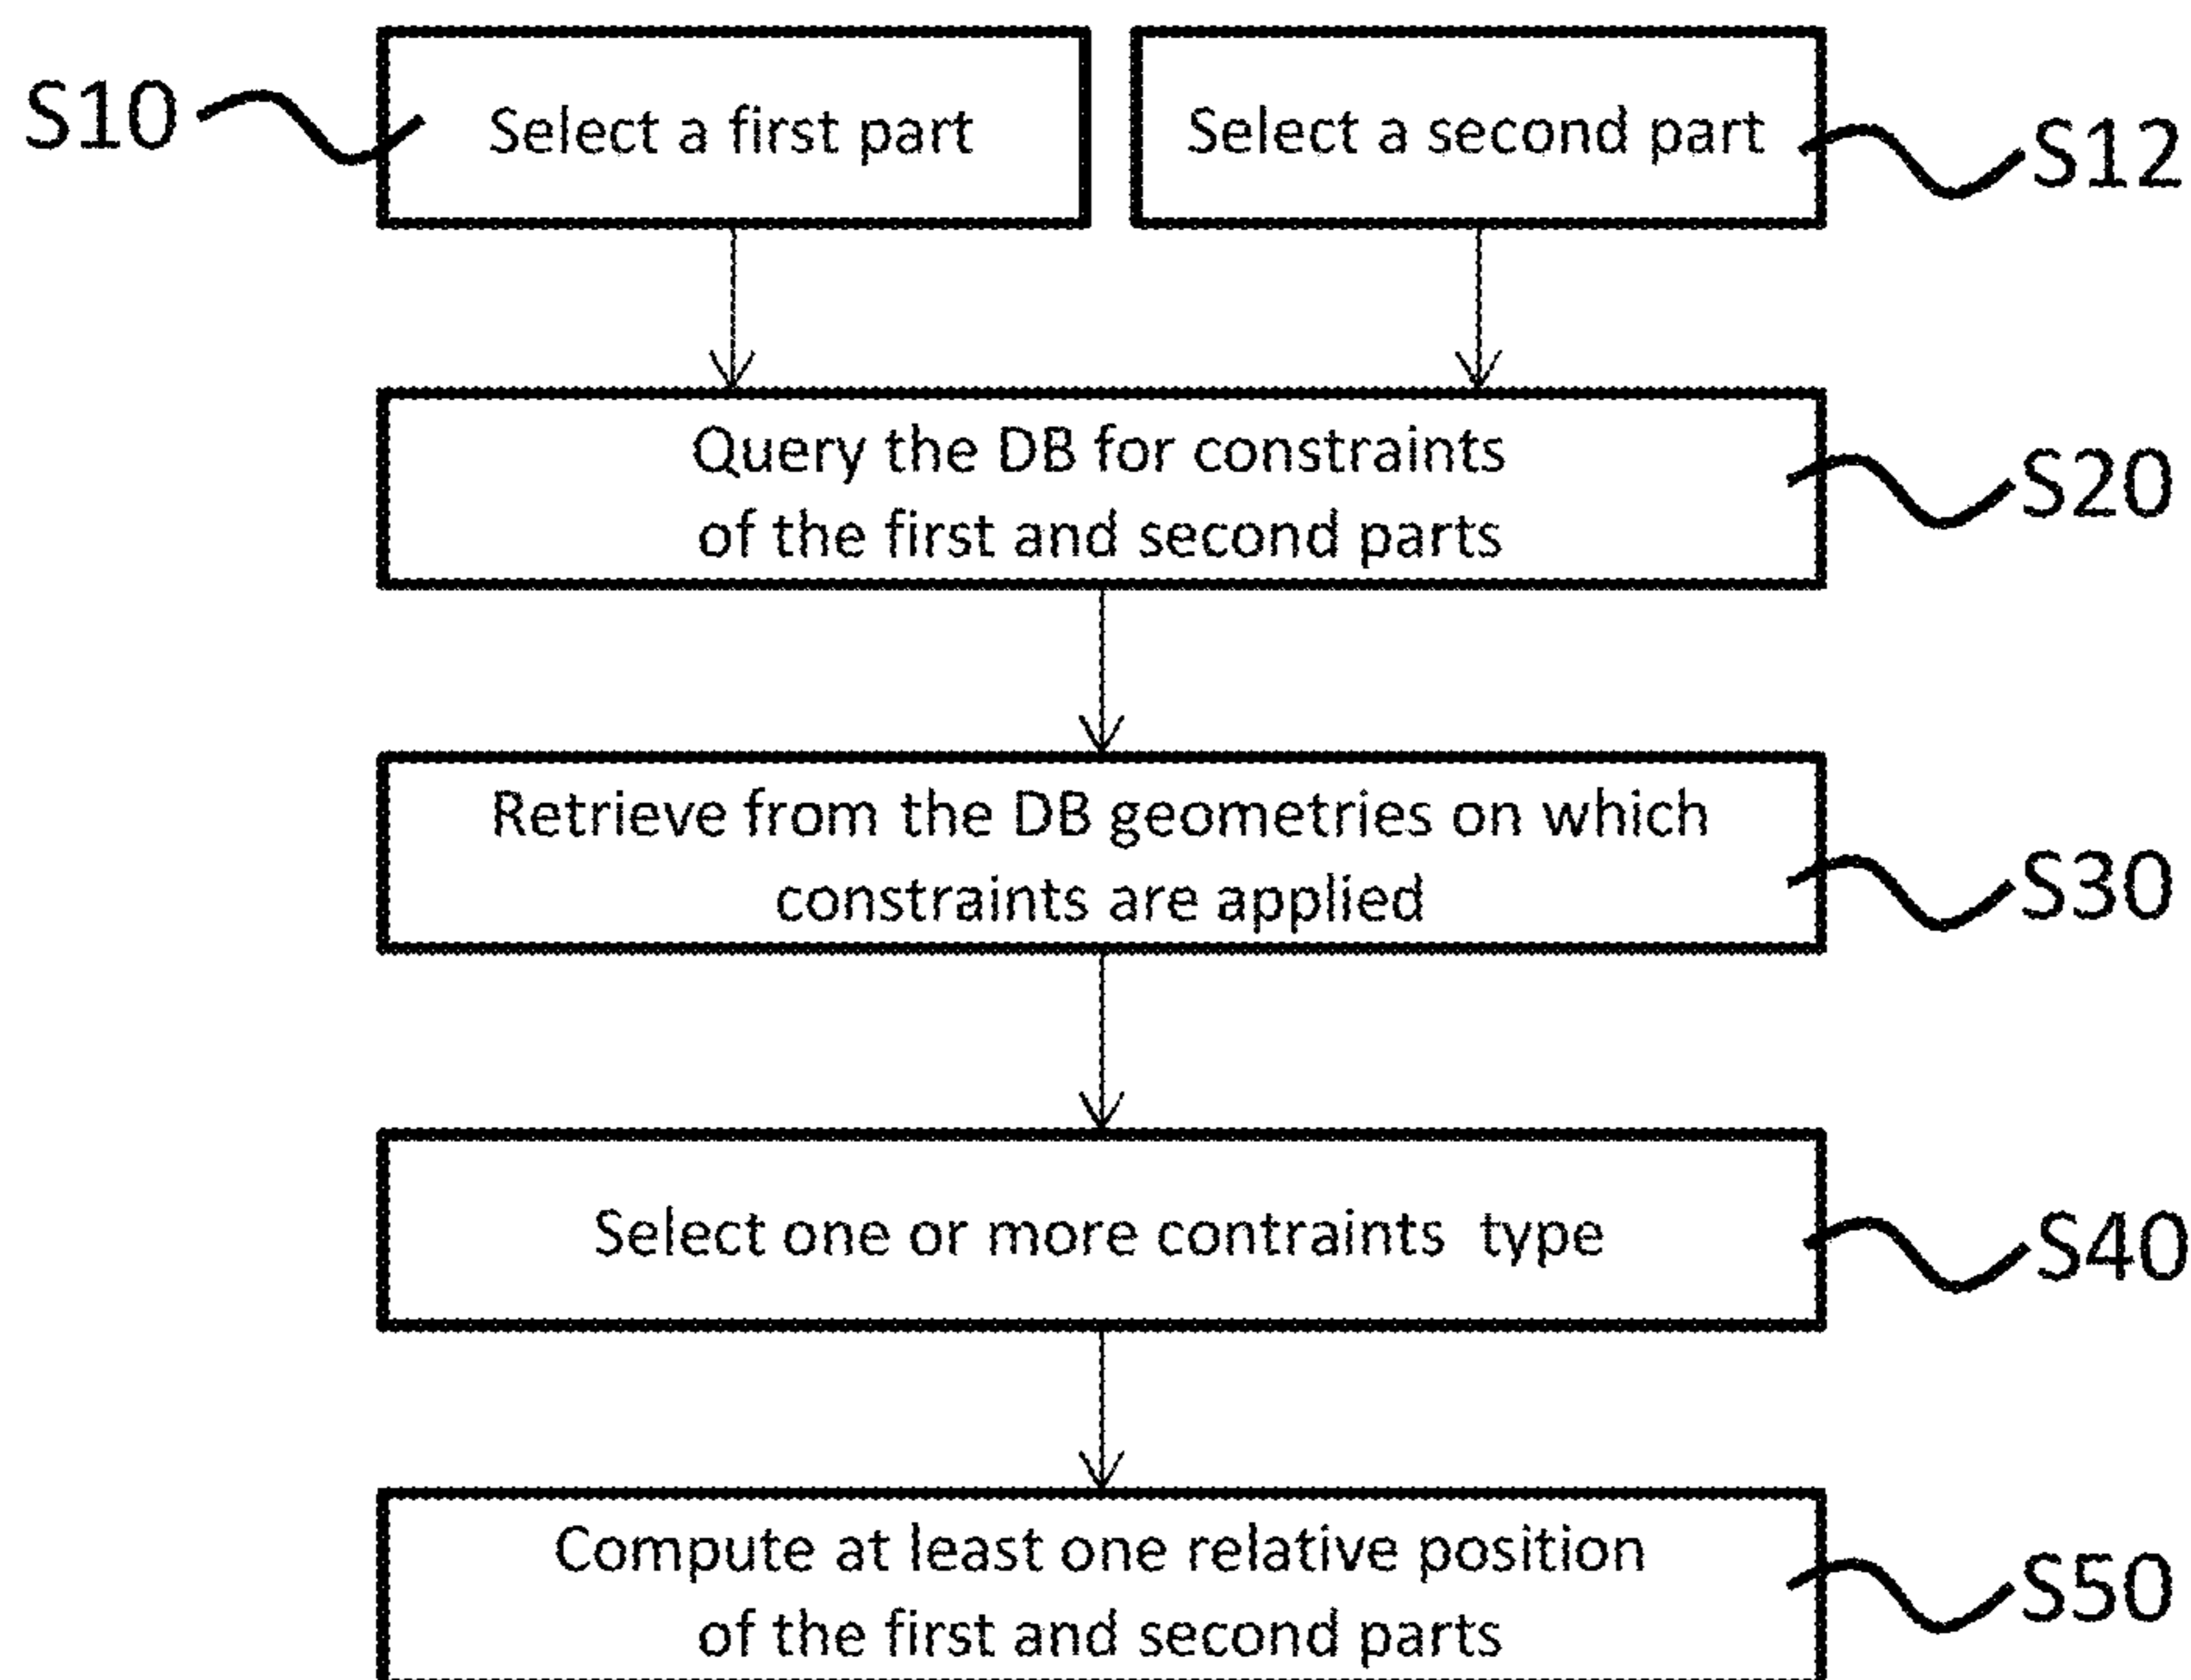 S10
Select a first part
Select a second part
S12
Query the DB for constraints
of the first and second parts
S20
Retrieve from the DB geometries on which
constraints are applied
S30
Select one or more contraints type
S40
Compute at least one relative position
of the first and second parts
S50